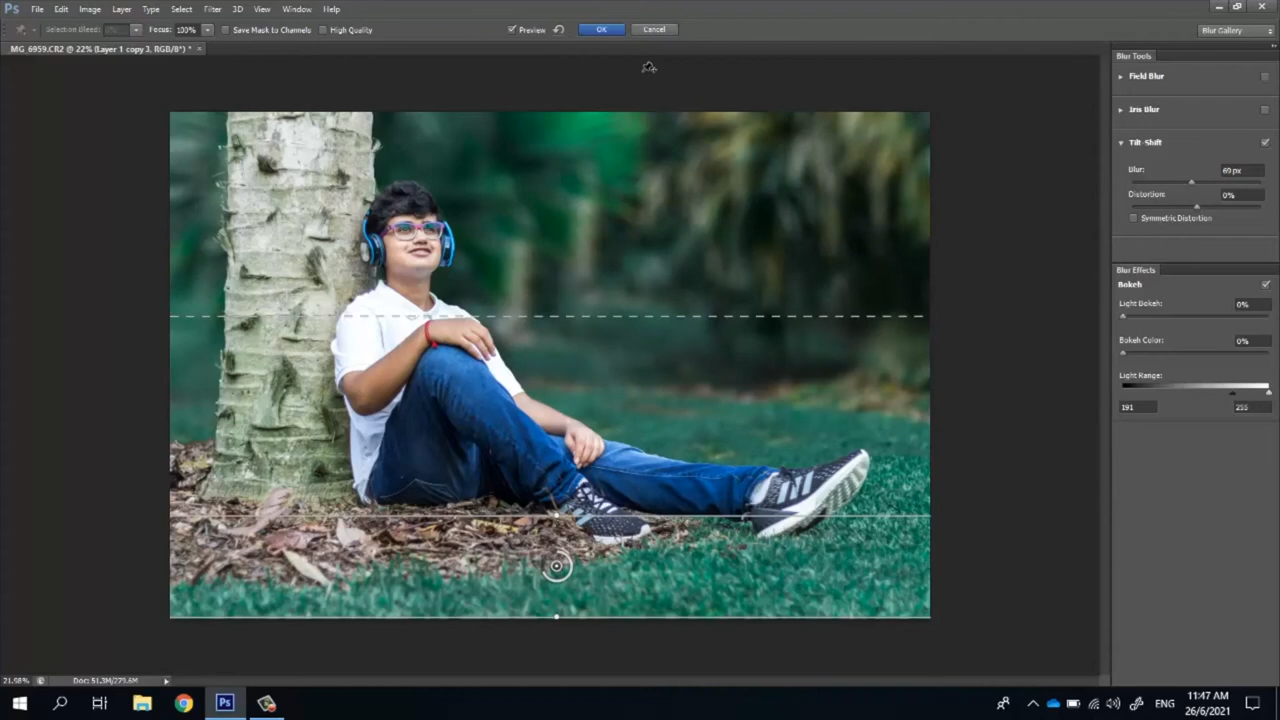 Ps File Edit Image Layer Type Select Filter 3D View Window Help
Selection Bleed: 0% Focus: 100% Save Mask to Channels High Quality Preview OK Cancel Blur Gallery
MG_6959.CR2 @ 22% (Layer 1 copy 3, RGB/8*) * ×
Blur Tools
Field Blur
Iris Blur
Tilt-Shift
Blur: 69 px
Distortion: 0%
Symmetric Distortion
Blur Effects
Bokeh
Light Bokeh: 0%
Bokeh Color: 0%
Light Range:
191 255
21.98% Doc: 51.3M/279.6M
Ps ENG 11:47 AM
26/6/2021